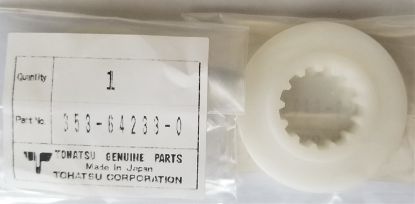 Quantity 1
Part No. 353-64233-0
TOHATSU GENUINE PARTS
Made In Japan
TOHATSU CORPORATION